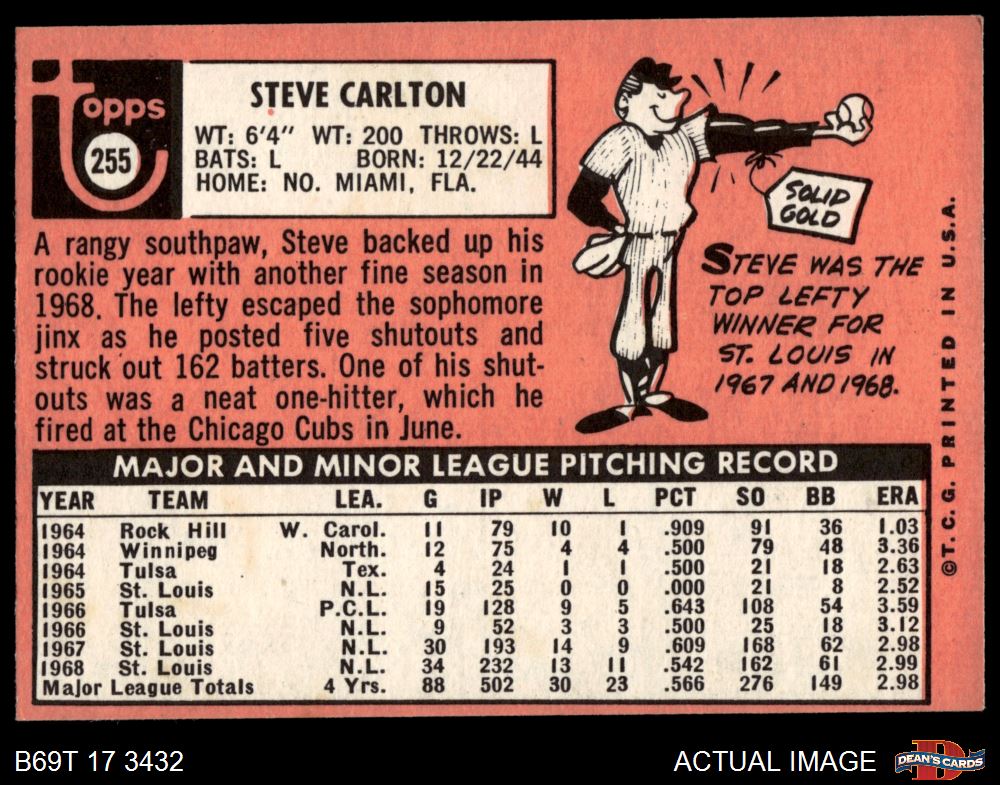 Topps
255
STEVE CARLTON
WT: 6'4" WT: 200 THROWS: L
BATS: L BORN: 12/22/44
HOME: NO. MIAMI, FLA.
A rangy southpaw, Steve backed up his
rookie year with another fine season in
1968. The lefty escaped the sophomore
jinx as he posted five shutouts and
struck out 162 batters. One of his shut-
outs was a neat one-hitter, which he
fired at the Chicago Cubs in June.
SOLID
GOLD
STEVE WAS THE
TOP LEFTY
WINNER FOR
ST. LOUIS IN
1967 AND 1968.
MAJOR AND MINOR LEAGUE PITCHING RECORD
YEAR TEAM LEA. G IP W L PCT SO BB ERA
1964 Rock Hill W. Carol. 11 79 10 1 .909 91 36 1.03
1964 Winnipeg North. 12 75 4 4 .500 79 48 3.36
1964 Tulsa Tex. 4 24 1 1 .500 21 18 2.63
1965 St. Louis N.L. 15 25 0 0 .000 21 8 2.52
1966 Tulsa P.C.L. 19 128 9 5 .643 108 54 3.59
1966 St. Louis N.L. 9 52 3 3 .500 25 18 3.12
1967 St. Louis N.L. 30 193 14 9 .609 168 62 2.98
1968 St. Louis N.L. 34 232 13 11 .542 162 61 2.99
Major League Totals 4 Yrs. 88 502 30 23 .566 276 149 2.98
©T. C. G. PRINTED IN U.S.A.
B69T 17 3432
ACTUAL IMAGE
D
DEAN'S CARDS